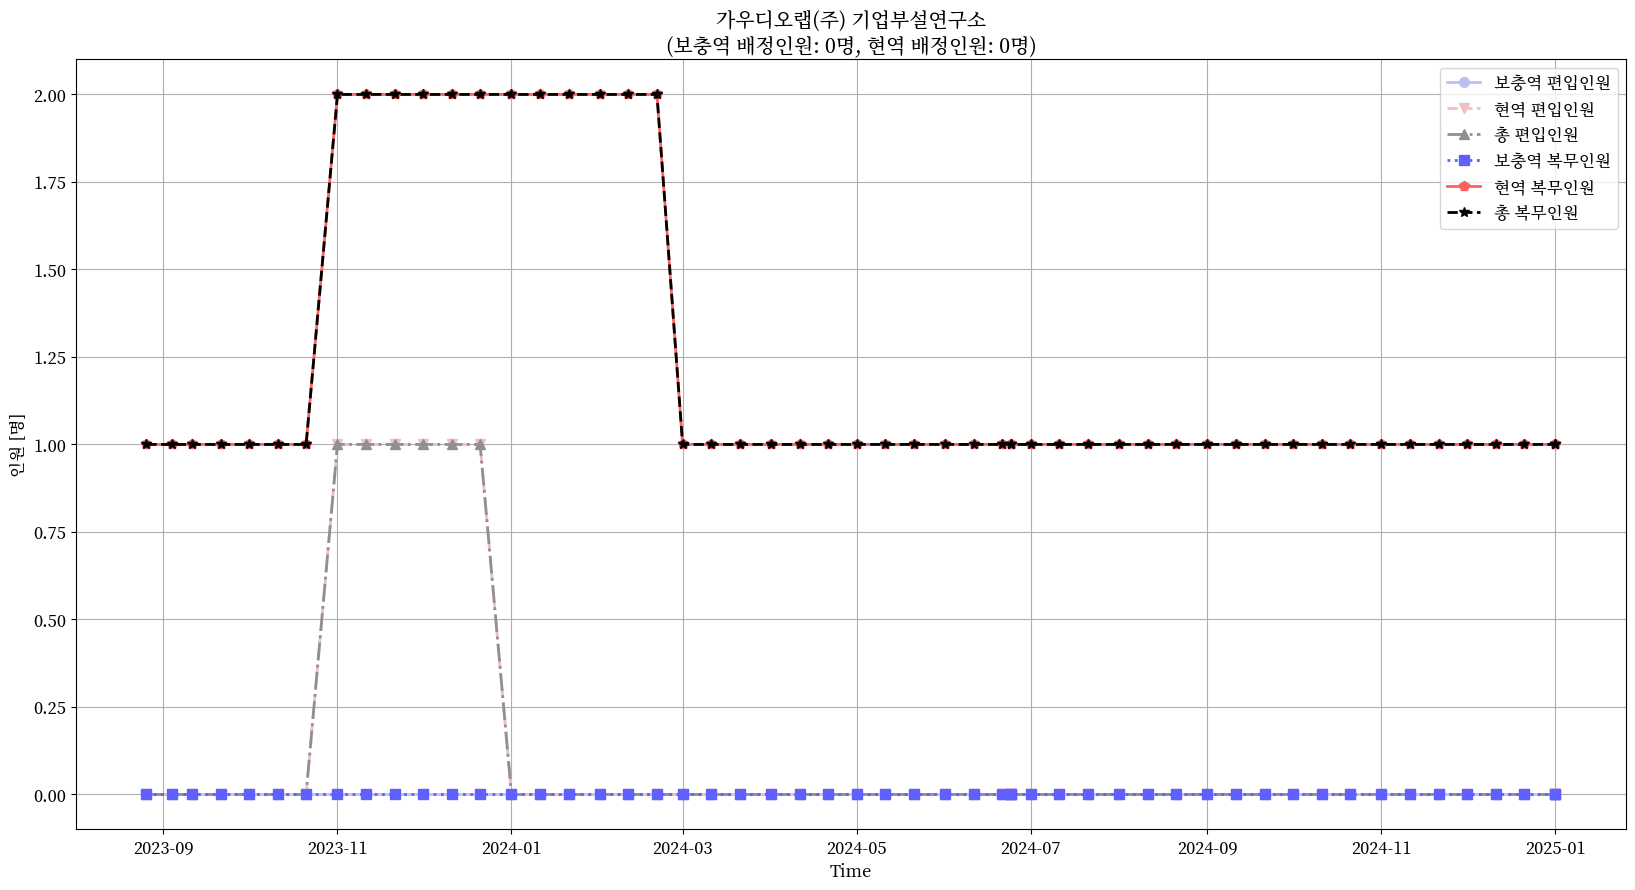 가우디오랩(주) 기업부설연구소
(보충역 배정인원: 0명, 현역 배정인원: 0명)
보충역 편입인원
현역 편입인원
총 편입인원
보충역 복무인원
현역 복무인원
총 복무인원
인원 [명]
2.00
1.75
1.50
1.25
1.00
0.75
0.50
0.25
0.00
2023-09
2023-11
2024-01
2024-03
2024-05
2024-07
2024-09
2024-11
2025-01
Time